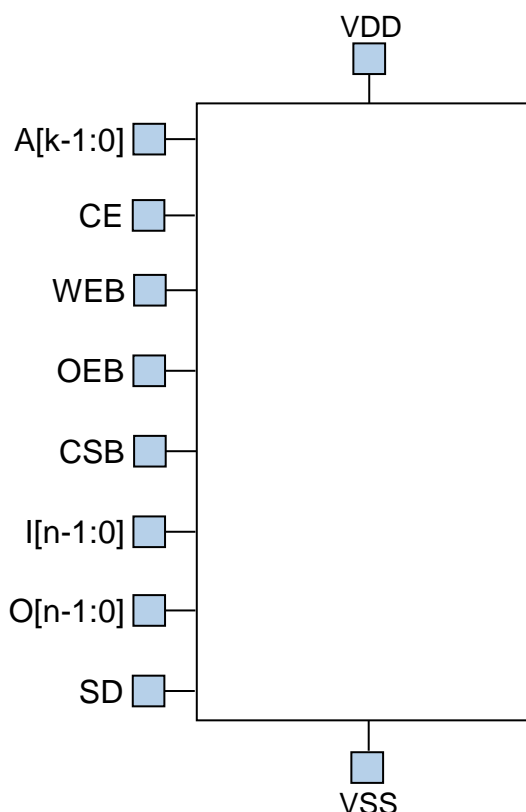 VDD
A[k-1:0]
CE
WEB
OEB
CSB
I[n-1:0]
O[n-1:0]
SD
VSS